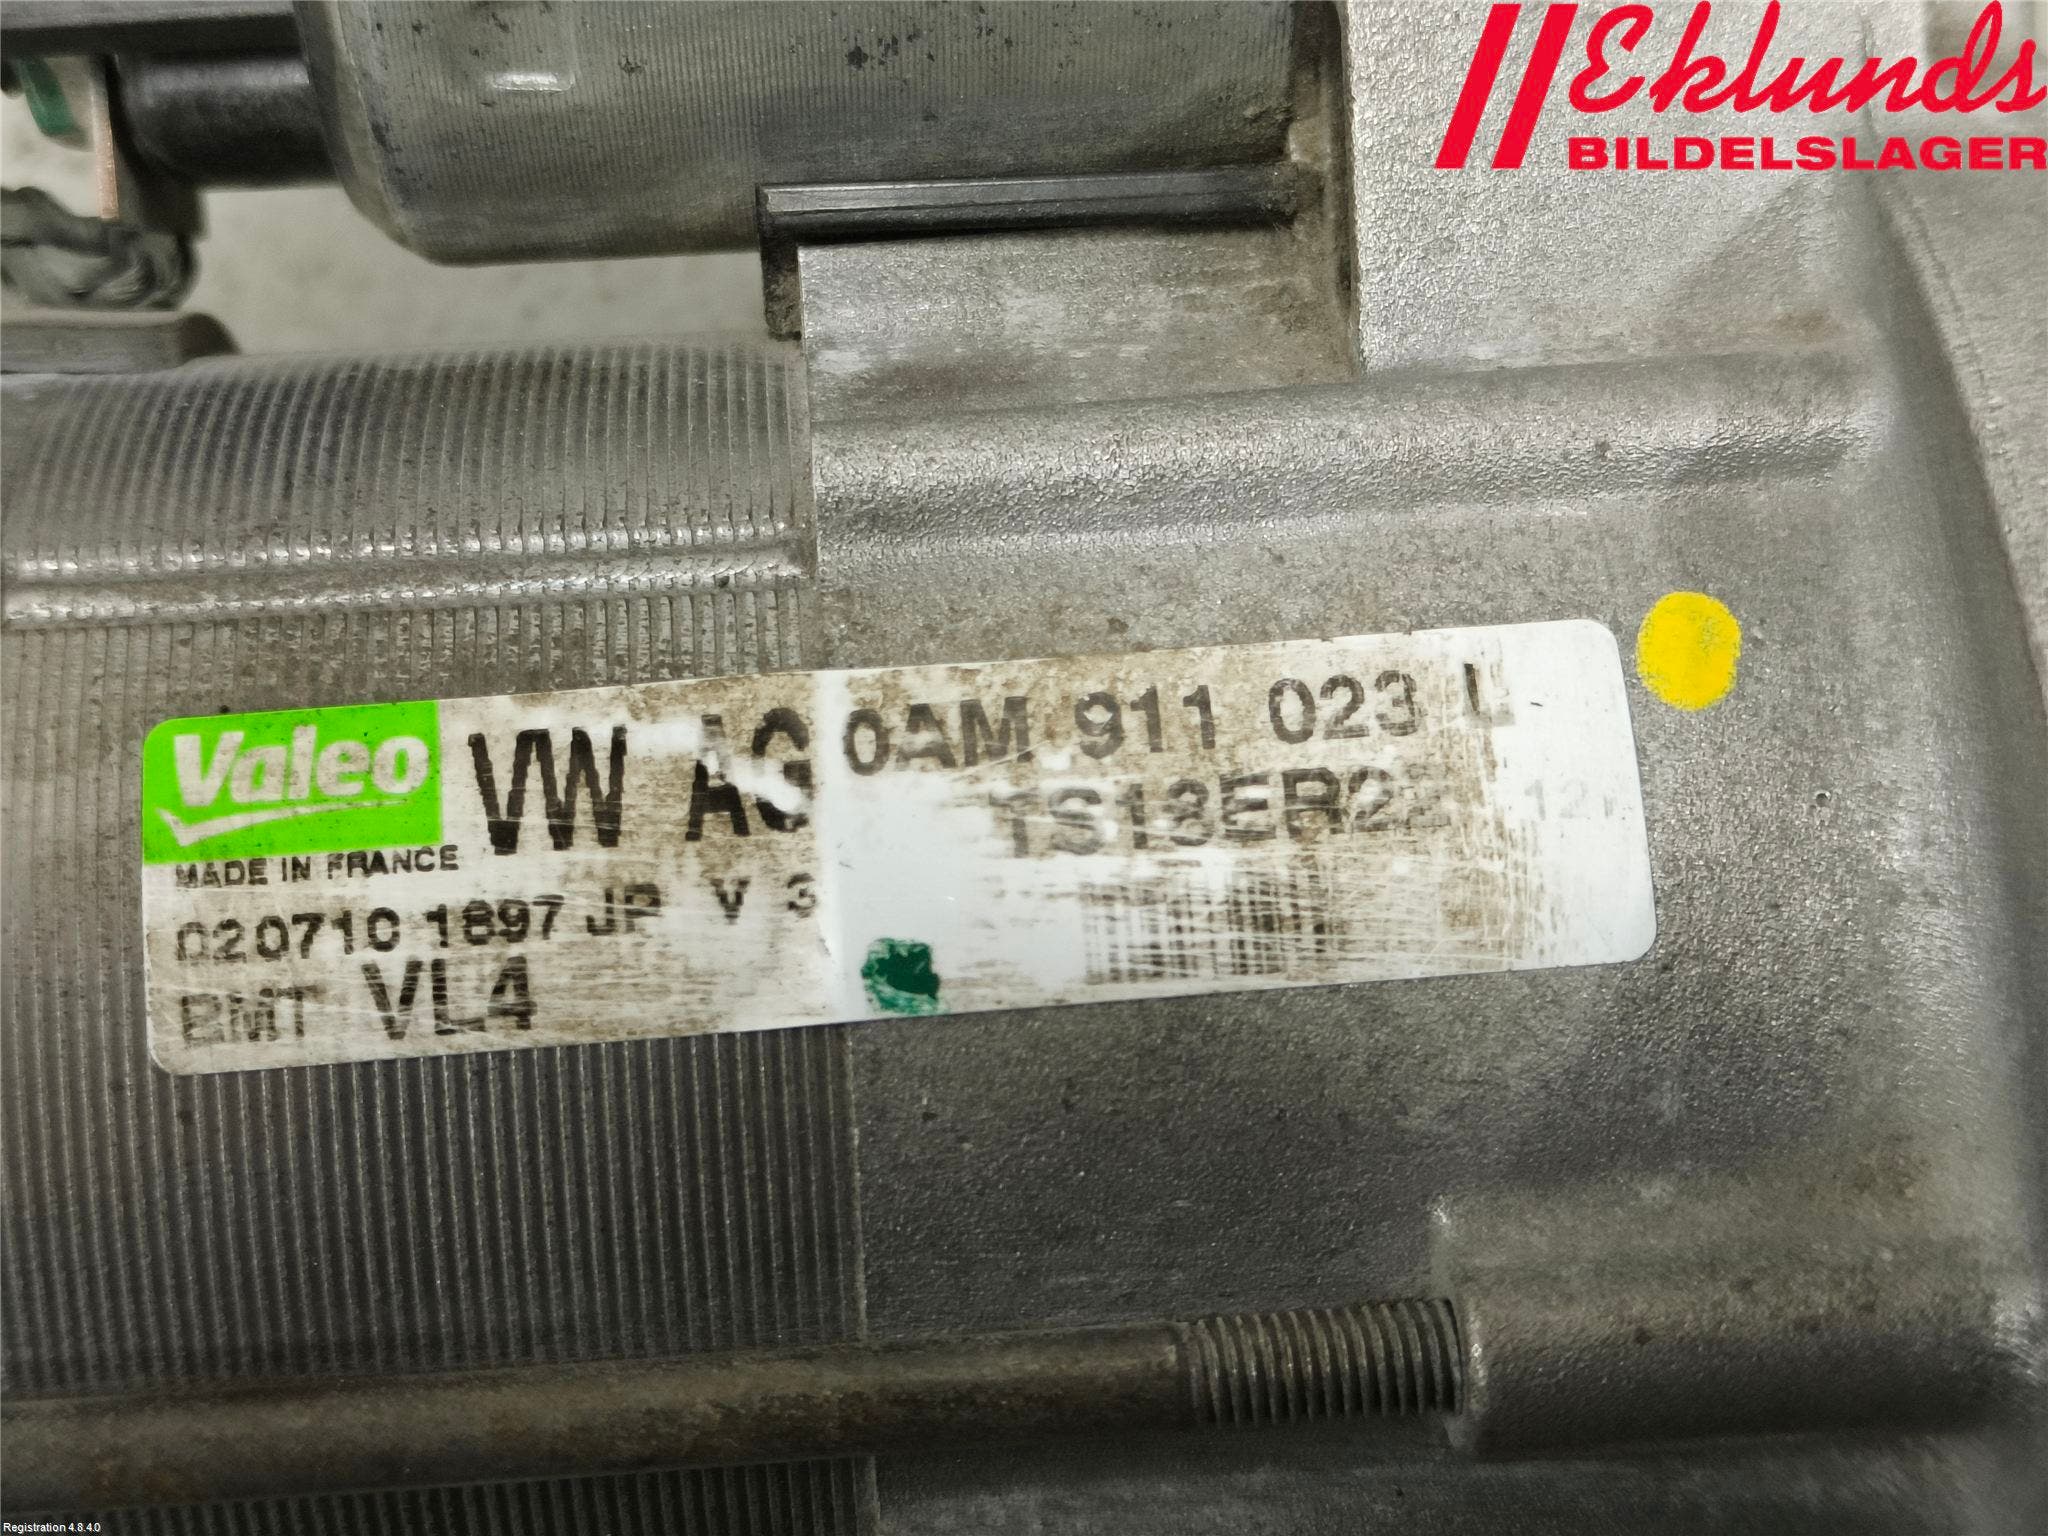 Eklunds
BILDELSLAGER
Valeo
VW AG 0AM 911 023 L
MADE IN FRANCE
020710 1897 JP V 3
BMT VL4
Registration 4.8.4.0